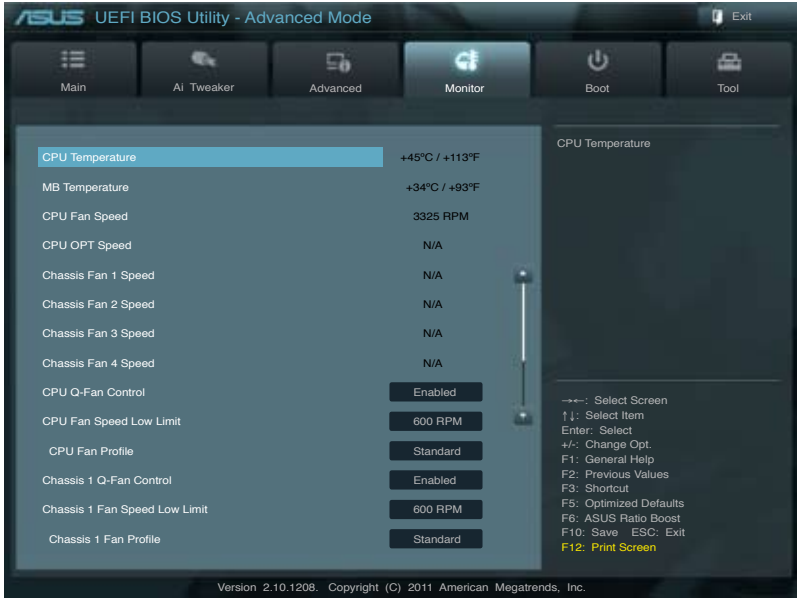 ASUS UEFI BIOS Utility - Advanced Mode
Exit
Main
Ai Tweaker
Advanced
Monitor
Boot
Tool
CPU Temperature +45ºC / +113ºF
MB Temperature +34ºC / +93ºF
CPU Fan Speed 3325 RPM
CPU OPT Speed N/A
Chassis Fan 1 Speed N/A
Chassis Fan 2 Speed N/A
Chassis Fan 3 Speed N/A
Chassis Fan 4 Speed N/A
CPU Q-Fan Control Enabled
CPU Fan Speed Low Limit 600 RPM
CPU Fan Profile Standard
Chassis 1 Q-Fan Control Enabled
Chassis 1 Fan Speed Low Limit 600 RPM
Chassis 1 Fan Profile Standard
CPU Temperature
→←: Select Screen
↑↓: Select Item
Enter: Select
+/-: Change Opt.
F1: General Help
F2: Previous Values
F3: Shortcut
F5: Optimized Defaults
F6: ASUS Ratio Boost
F10: Save ESC: Exit
F12: Print Screen
Version 2.10.1208. Copyright (C) 2011 American Megatrends, Inc.